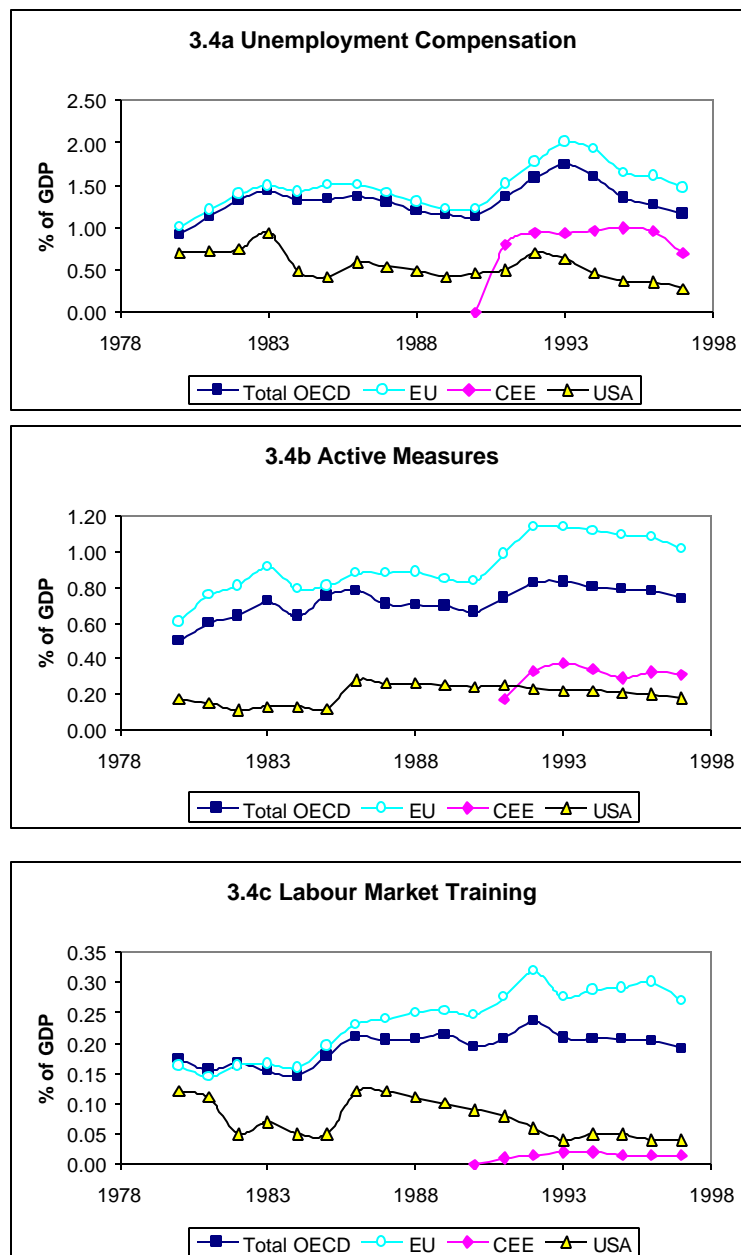 3.4a Unemployment Compensation
% of GDP
2.50
2.00
1.50
1.00
0.50
0.00
1978 1983 1988 1993 1998
Total OECD EU CEE USA
3.4b Active Measures
% of GDP
1.20
1.00
0.80
0.60
0.40
0.20
0.00
1978 1983 1988 1993 1998
Total OECD EU CEE USA
3.4c Labour Market Training
% of GDP
0.35
0.30
0.25
0.20
0.15
0.10
0.05
0.00
1978 1983 1988 1993 1998
Total OECD EU CEE USA